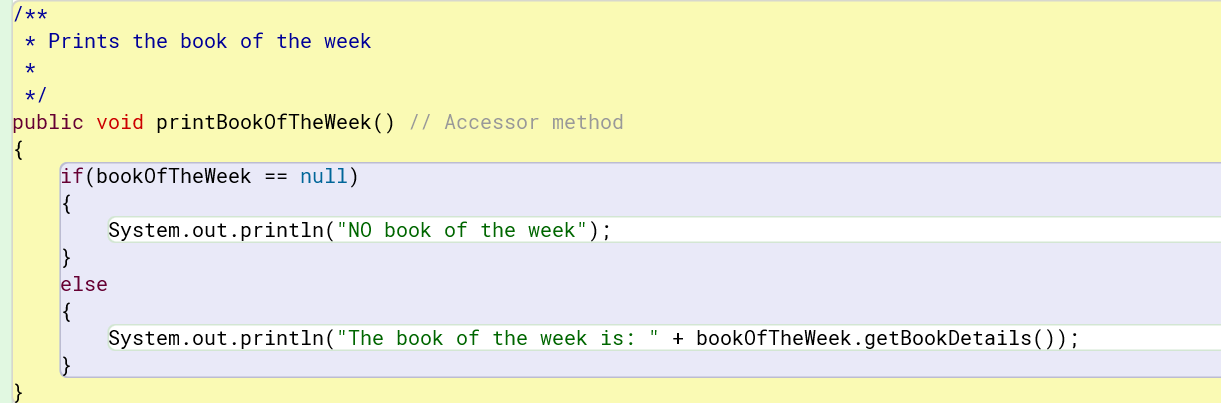 /**
 * Prints the book of the week
 *
 */
public void printBookOfTheWeek() // Accessor method
{
    if(bookOfTheWeek == null)
    {
        System.out.println("NO book of the week");
    }
    else
    {
        System.out.println("The book of the week is: " + bookOfTheWeek.getBookDetails());
    }
}